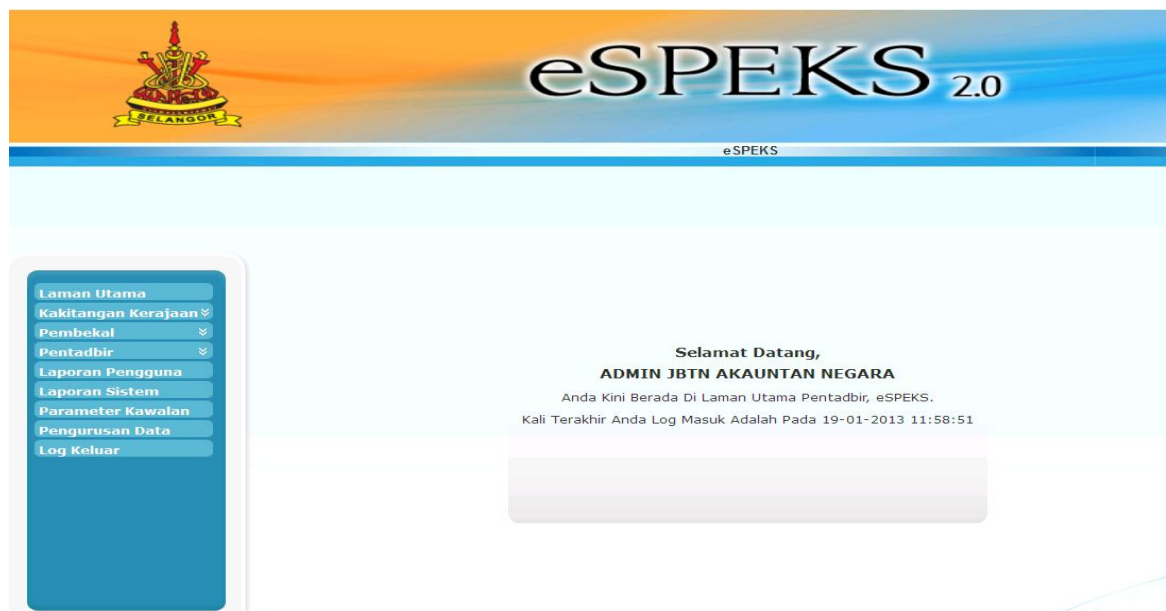 SELANGOR
eSPEKS 2.0
eSPEKS
Laman Utama
Kakitangan Kerajaan
Pembekal
Pentadbir
Laporan Pengguna
Laporan Sistem
Parameter Kawalan
Pengurusan Data
Log Keluar
Selamat Datang,
ADMIN JBTN AKAUNTAN NEGARA
Anda Kini Berada Di Laman Utama Pentadbir, eSPEKS.
Kali Terakhir Anda Log Masuk Adalah Pada 19-01-2013 11:58:51